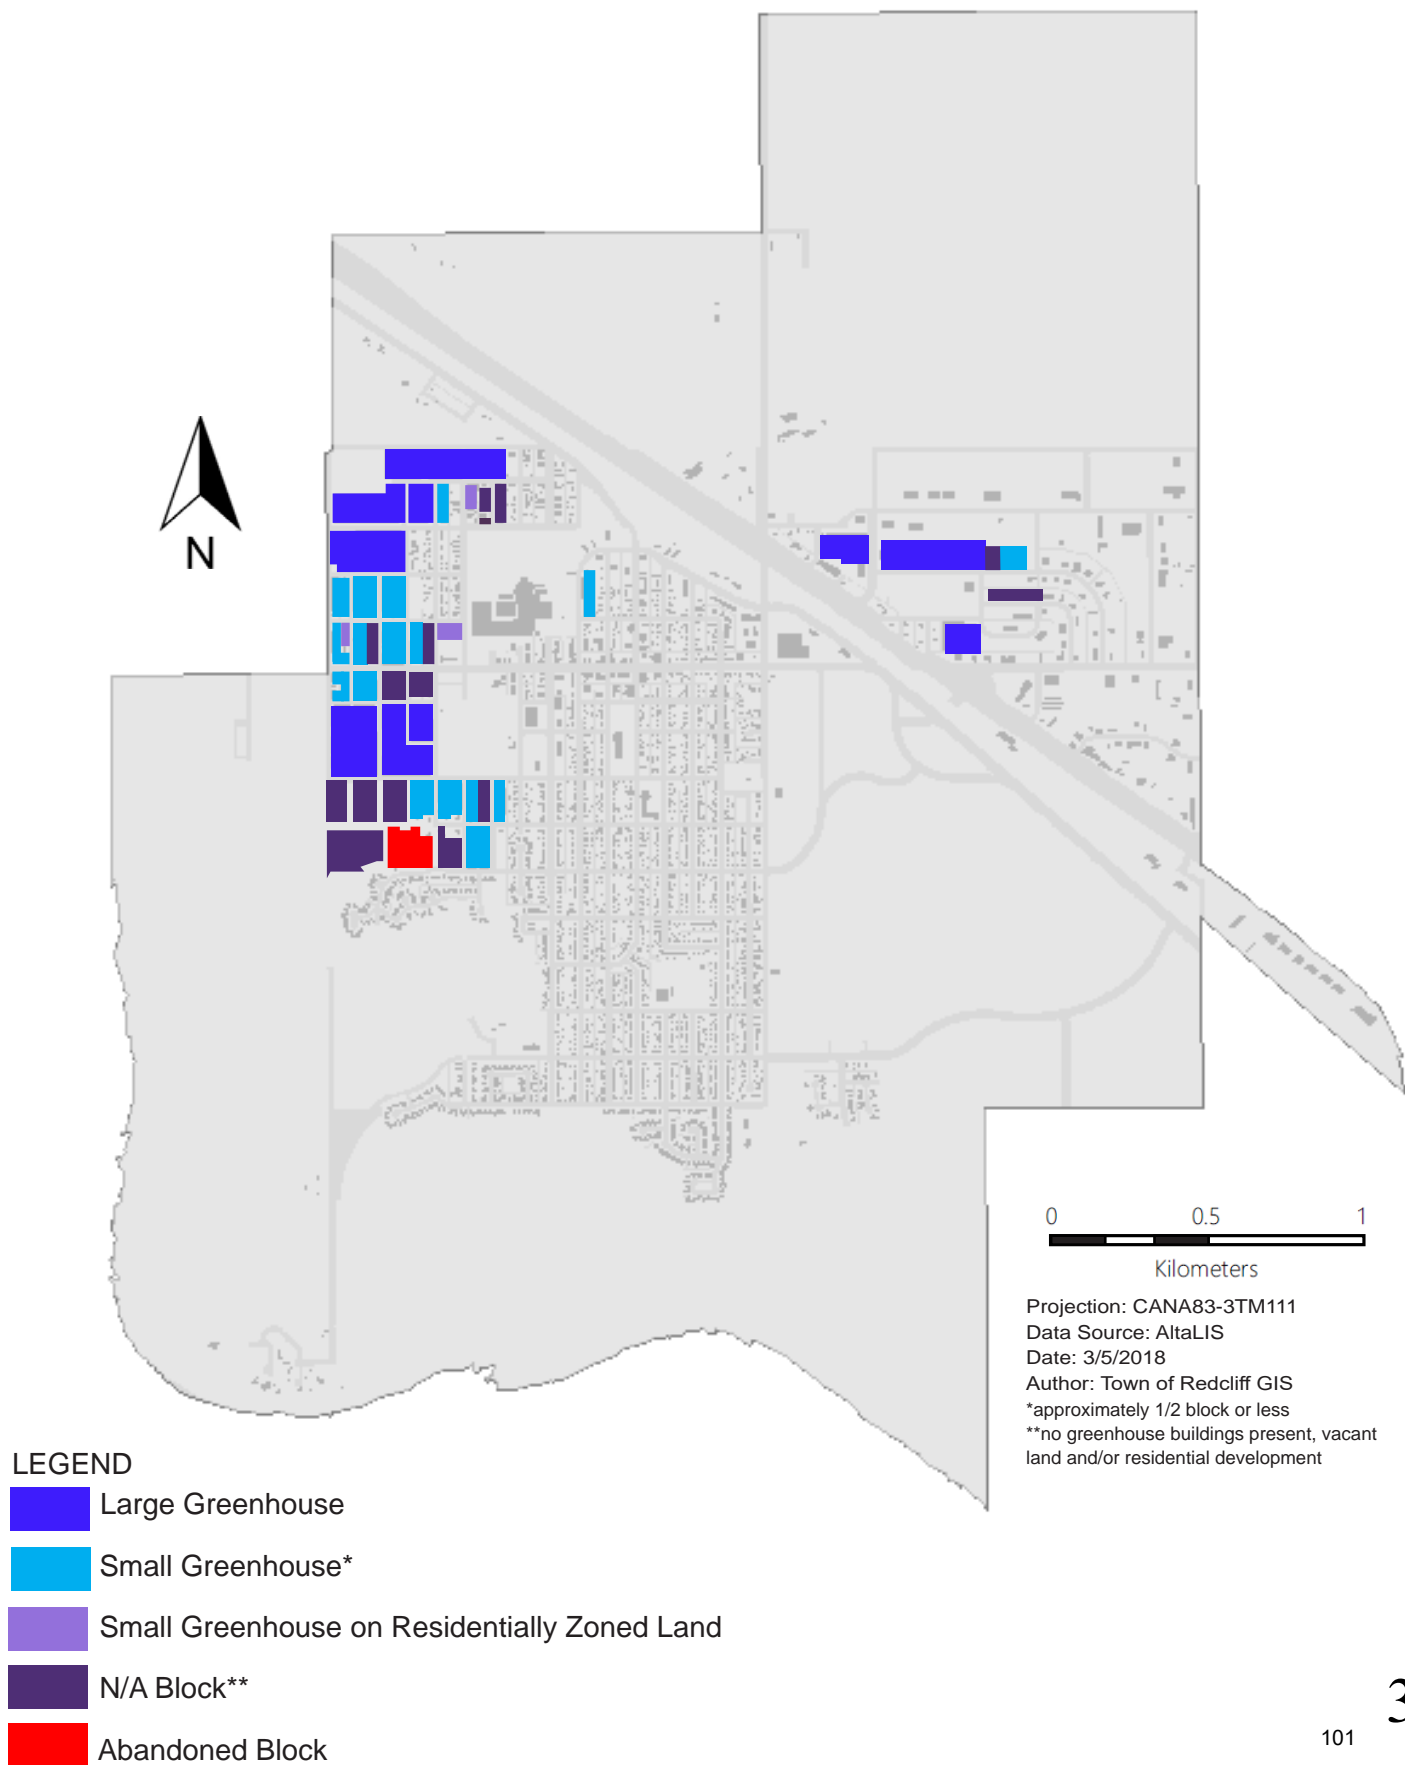 N
0 0.5 1
Kilometers
Projection: CANA83-3TM111
Data Source: AltaLIS
Date: 3/5/2018
Author: Town of Redcliff GIS
*approximately 1/2 block or less
**no greenhouse buildings present, vacant
land and/or residential development
LEGEND
Large Greenhouse
Small Greenhouse*
Small Greenhouse on Residentially Zoned Land
N/A Block**
Abandoned Block
3
101